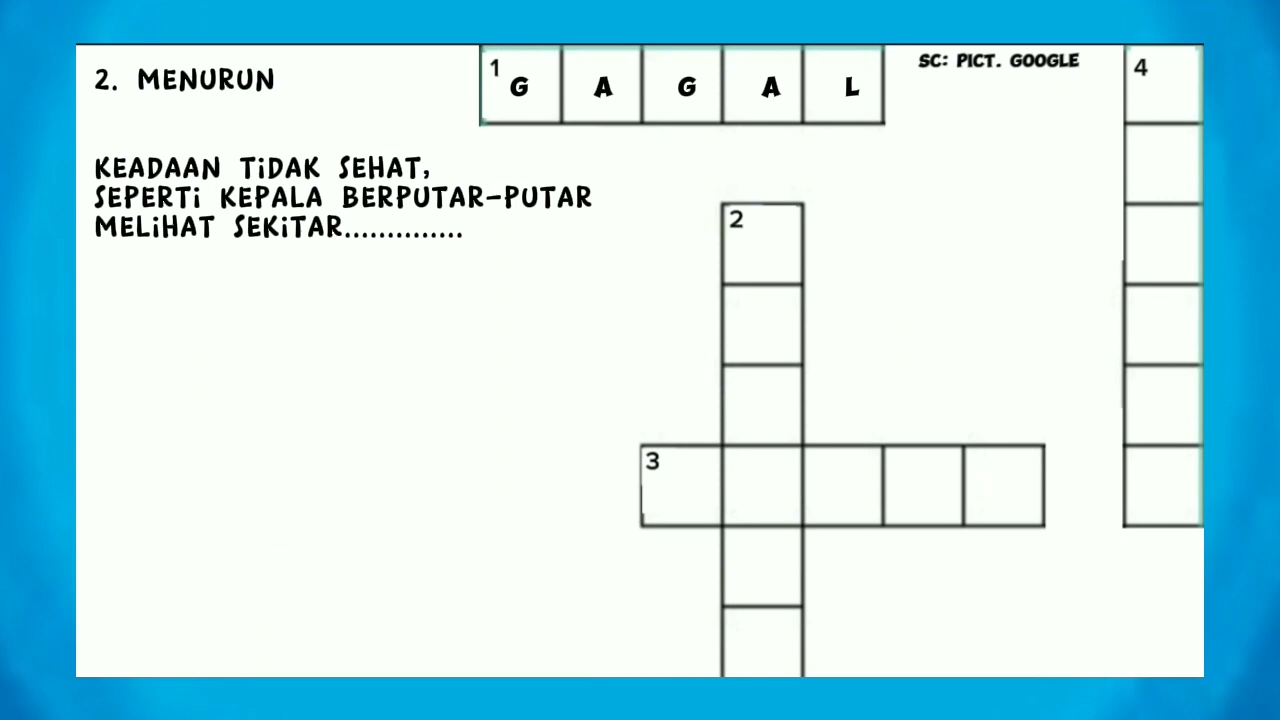 2. MENURUN
1 G A G A L
SC: PICT. GOOGLE
4
KEADAAN TiDAK SEHAT,
SEPERTi KEPALA BERPUTAR-PUTAR
MELiHAT SEKiTAR..............
2
3